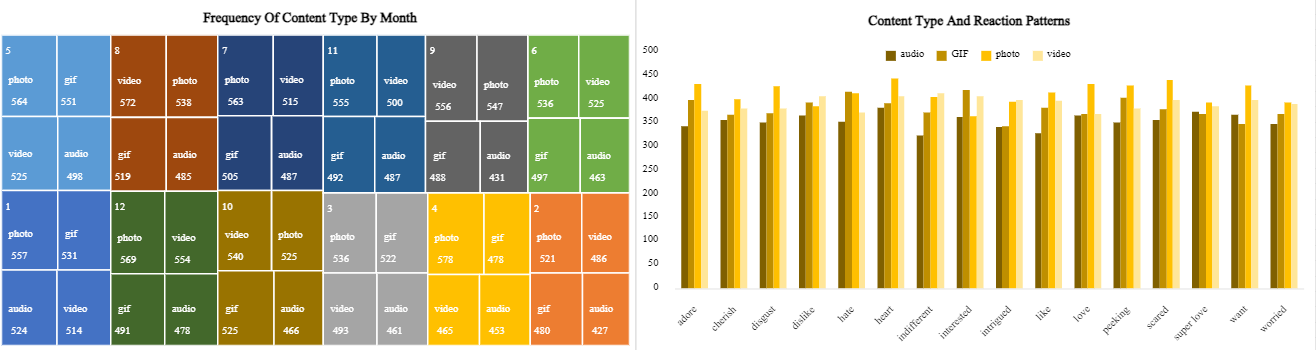 Frequency Of Content Type By Month
5
photo
564
gif
551
video
525
audio
498
8
video
572
photo
538
gif
519
audio
485
7
photo
563
video
515
gif
505
audio
487
11
photo
555
video
500
gif
492
audio
487
9
video
556
photo
547
gif
488
audio
431
6
photo
536
video
525
gif
497
audio
463
1
photo
557
gif
531
audio
524
video
514
12
photo
569
video
554
gif
491
audio
478
10
video
540
photo
525
gif
525
audio
466
3
photo
536
gif
522
video
493
audio
461
4
photo
578
gif
478
video
465
audio
453
2
photo
521
video
486
gif
480
audio
427
Content Type And Reaction Patterns
audio GIF photo video
500
450
400
350
300
250
200
150
100
50
0
adore
cherish
disgust
dislike
hate
heart
indifferent
interested
intrigued
like
love
peeking
scared
super love
want
worried